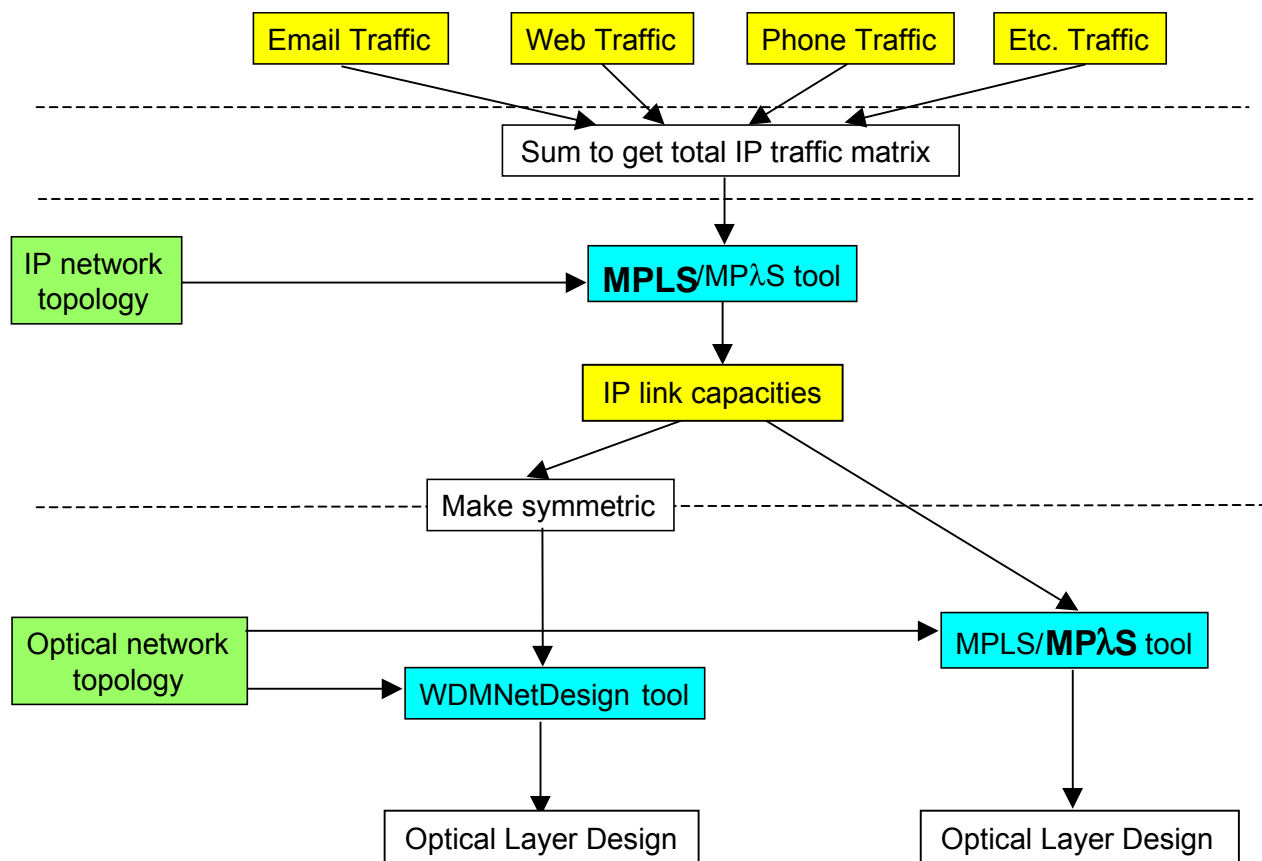 Email Traffic
Web Traffic
Phone Traffic
Etc. Traffic
Sum to get total IP traffic matrix
IP network
topology
MPLS/MPλS tool
IP link capacities
Make symmetric
Optical network
topology
MPLS/MPλS tool
WDMNetDesign tool
Optical Layer Design
Optical Layer Design